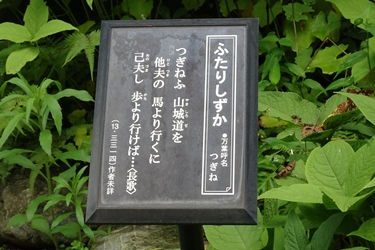 ふたりしずか
●万葉呼名
つぎね
つぎねふ 山城道を
他夫の 馬より行くに
己夫し 歩より行けば…〈長歌〉
(13・三三一四)作者未詳